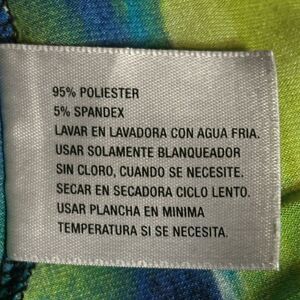 95% POLIESTER
5% SPANDEX
LAVAR EN LAVADORA CON AGUA FRIA.
USAR SOLAMENTE BLANQUEADOR
SIN CLORO, CUANDO SE NECESITE.
SECAR EN SECADORA CICLO LENTO.
USAR PLANCHA EN MINIMA
TEMPERATURA SI SE NECESITA.